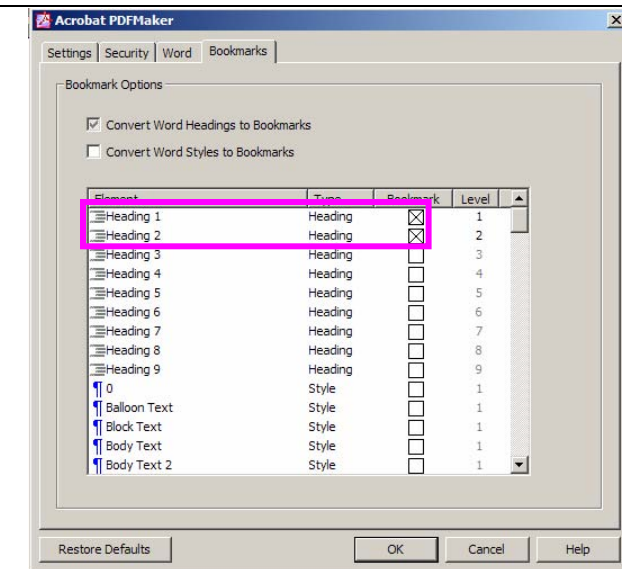 Acrobat PDFMaker
Settings Security Word Bookmarks
Bookmark Options
Convert Word Headings to Bookmarks
Convert Word Styles to Bookmarks
Element Type Bookmark Level
Heading 1 Heading 1
Heading 2 Heading 2
Heading 3 Heading 3
Heading 4 Heading 4
Heading 5 Heading 5
Heading 6 Heading 6
Heading 7 Heading 7
Heading 8 Heading 8
Heading 9 Heading 9
0 Style 1
Balloon Text Style 1
Block Text Style 1
Body Text Style 1
Body Text 2 Style 1
Restore Defaults OK Cancel Help